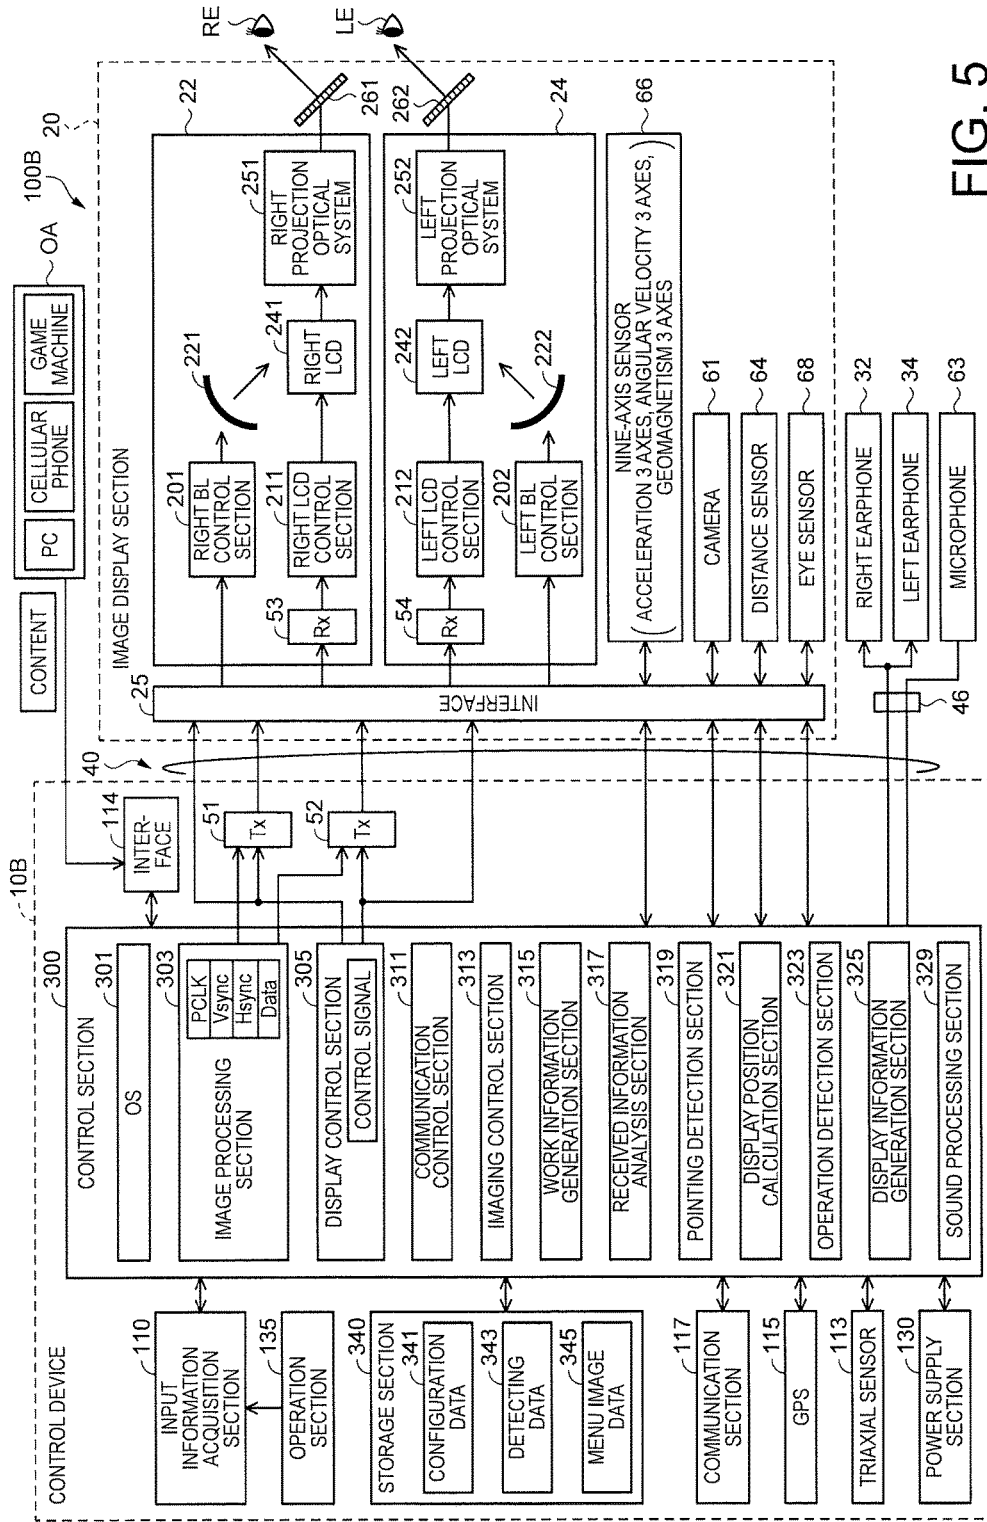 FIG. 5
100B
OA
PC
CELLULAR
PHONE
GAME
MACHINE
CONTENT
10B
CONTROL DEVICE
110
INPUT
INFORMATION
ACQUISITION
SECTION
135
OPERATION
SECTION
340
STORAGE SECTION
341
CONFIGURATION
DATA
343
DETECTING
DATA
345
MENU IMAGE
DATA
117
COMMUNICATION
SECTION
115
GPS
113
TRIAXIAL SENSOR
130
POWER SUPPLY
SECTION
300
CONTROL SECTION
301
OS
303
IMAGE PROCESSING
SECTION
PCLK
Vsync
Hsync
Data
305
DISPLAY CONTROL SECTION
CONTROL SIGNAL
311
COMMUNICATION
CONTROL SECTION
313
IMAGING CONTROL SECTION
315
WORK INFORMATION
GENERATION SECTION
317
RECEIVED INFORMATION
ANALYSIS SECTION
319
POINTING DETECTION SECTION
321
DISPLAY POSITION
CALCULATION SECTION
323
OPERATION DETECTION SECTION
325
DISPLAY INFORMATION
GENERATION SECTION
329
SOUND PROCESSING SECTION
114
INTER-
FACE
51
Tx
52
Tx
40
20
IMAGE DISPLAY SECTION
25
INTERFACE
22
201
RIGHT BL
CONTROL
SECTION
221
53
Rx
211
RIGHT LCD
CONTROL
SECTION
241
RIGHT
LCD
251
RIGHT
PROJECTION
OPTICAL
SYSTEM
261
RE
24
54
Rx
212
LEFT LCD
CONTROL
SECTION
242
LEFT
LCD
252
LEFT
PROJECTION
OPTICAL
SYSTEM
262
LE
202
LEFT BL
CONTROL
SECTION
222
66
NINE-AXIS SENSOR
(ACCELERATION 3 AXES, ANGULAR VELOCITY 3 AXES,
GEOMAGNETISM 3 AXES)
61
CAMERA
64
DISTANCE SENSOR
68
EYE SENSOR
46
32
RIGHT EARPHONE
34
LEFT EARPHONE
63
MICROPHONE